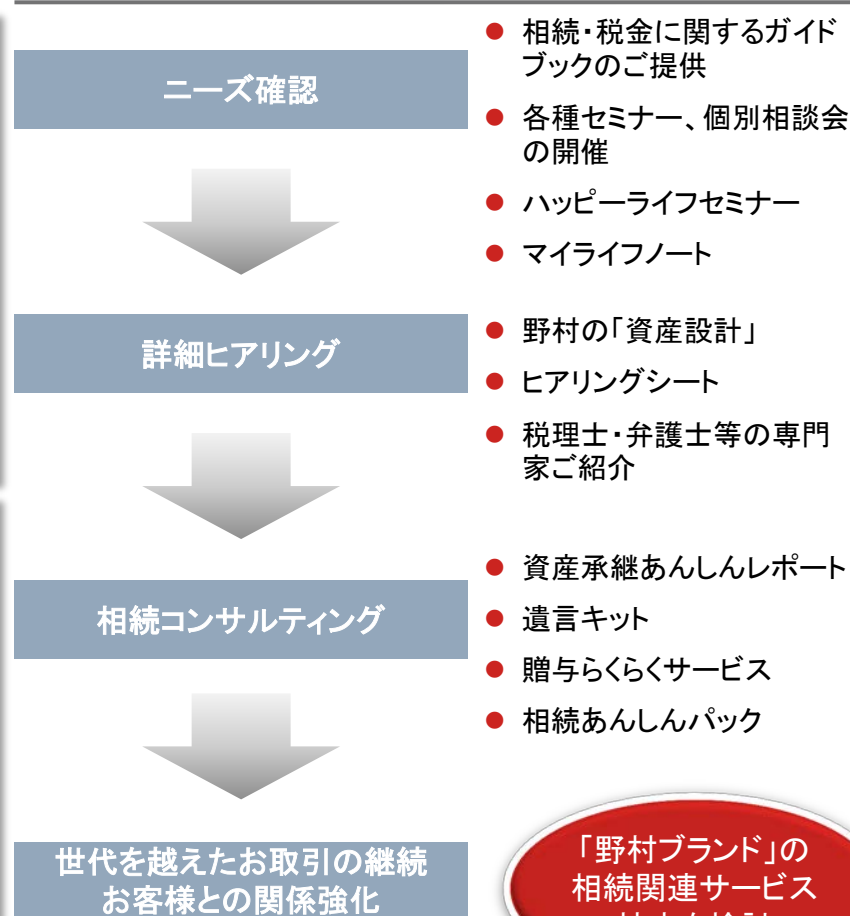 ニーズ確認
● 相続・税金に関するガイド
ブックのご提供
● 各種セミナー、個別相談会
の開催
● ハッピーライフセミナー
● マイライフノート
詳細ヒアリング
● 野村の「資産設計」
● ヒアリングシート
● 税理士・弁護士等の専門
家ご紹介
相続コンサルティング
● 資産承継あんしんレポート
● 遺言キット
● 贈与らくらくサービス
● 相続あんしんパック
世代を越えたお取引の継続
お客様との関係強化
「野村ブランド」の
相続関連サービス